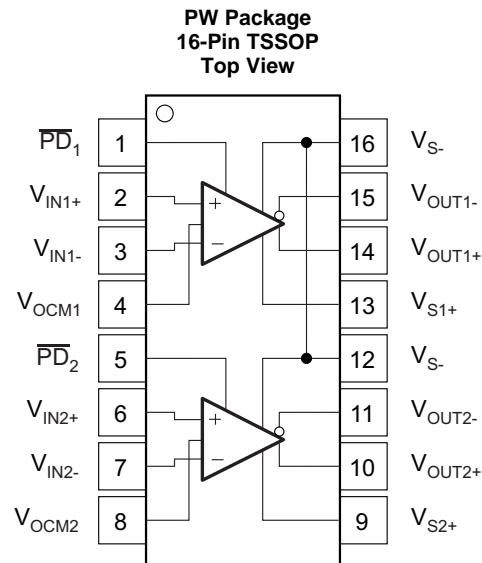 PW Package
16-Pin TSSOP
Top View
PD1 1 16 VS-
VIN1+ 2 + 15 VOUT1-
VIN1- 3 − 14 VOUT1+
VOCM1 4 13 VS1+
PD2 5 12 VS-
VIN2+ 6 + 11 VOUT2-
VIN2- 7 − 10 VOUT2+
VOCM2 8 9 VS2+